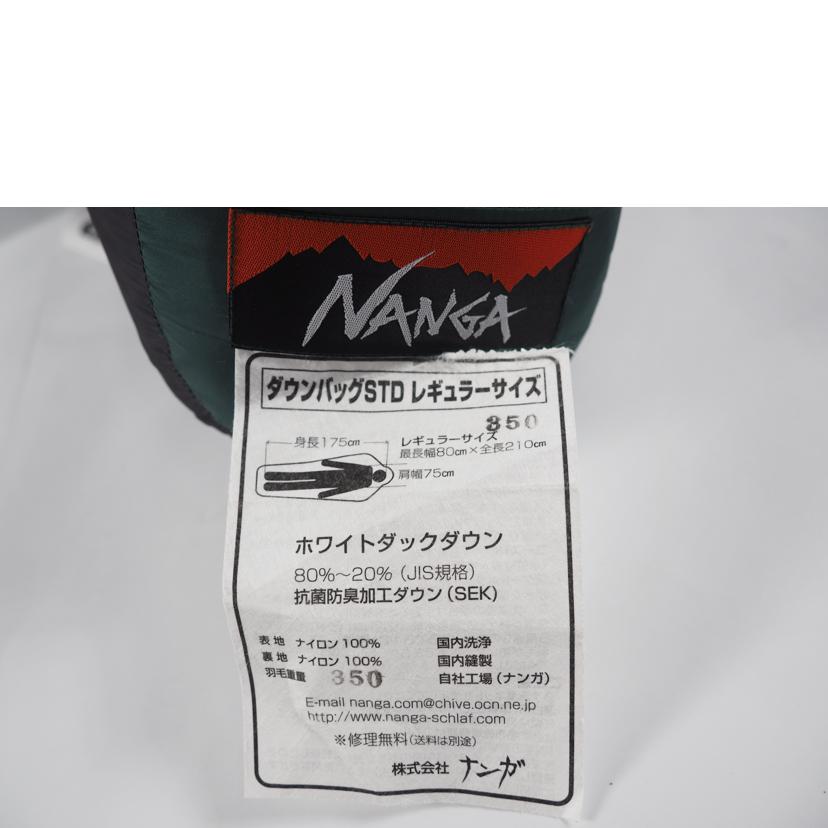 NANGA
ダウンバッグSTD レギュラーサイズ
350
身長175cm
レギュラーサイズ
最長幅80cm×全長210cm
肩幅75cm
ホワイトダックダウン
80%～20% (JIS規格)
抗菌防臭加工ダウン(SEK)
表地 ナイロン100% 国内洗浄
裏地 ナイロン100% 国内縫製
羽毛重量 350 自社工場(ナンガ)
E-mail nanga.com@chive.ocn.ne.jp
http://www.nanga-schlaf.com
※修理無料(送料は別途)
株式会社 ナンガ